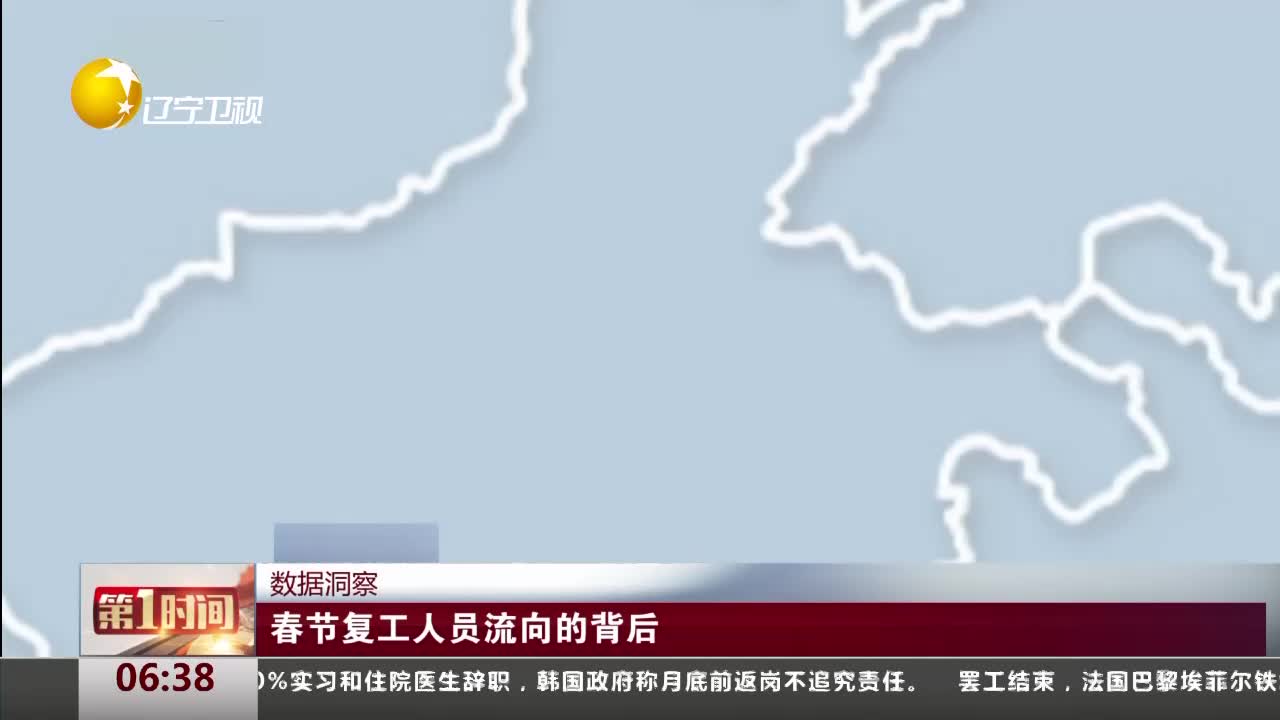 辽宁卫视
数据洞察
第1时间
春节复工人员流向的背后
06:38
0%实习和住院医生辞职，韩国政府称月底前返岗不追究责任。 罢工结束，法国巴黎埃菲尔铁